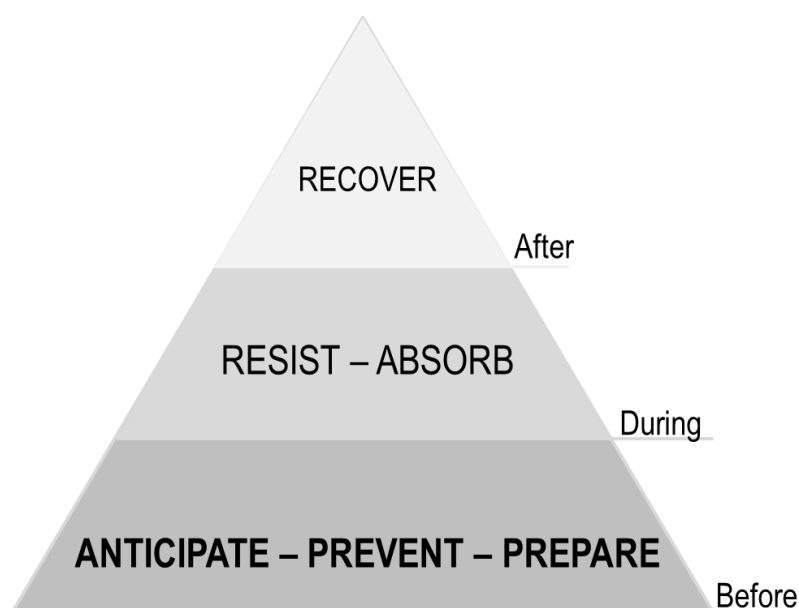 RECOVER
After
RESIST – ABSORB
During
ANTICIPATE – PREVENT – PREPARE
Before